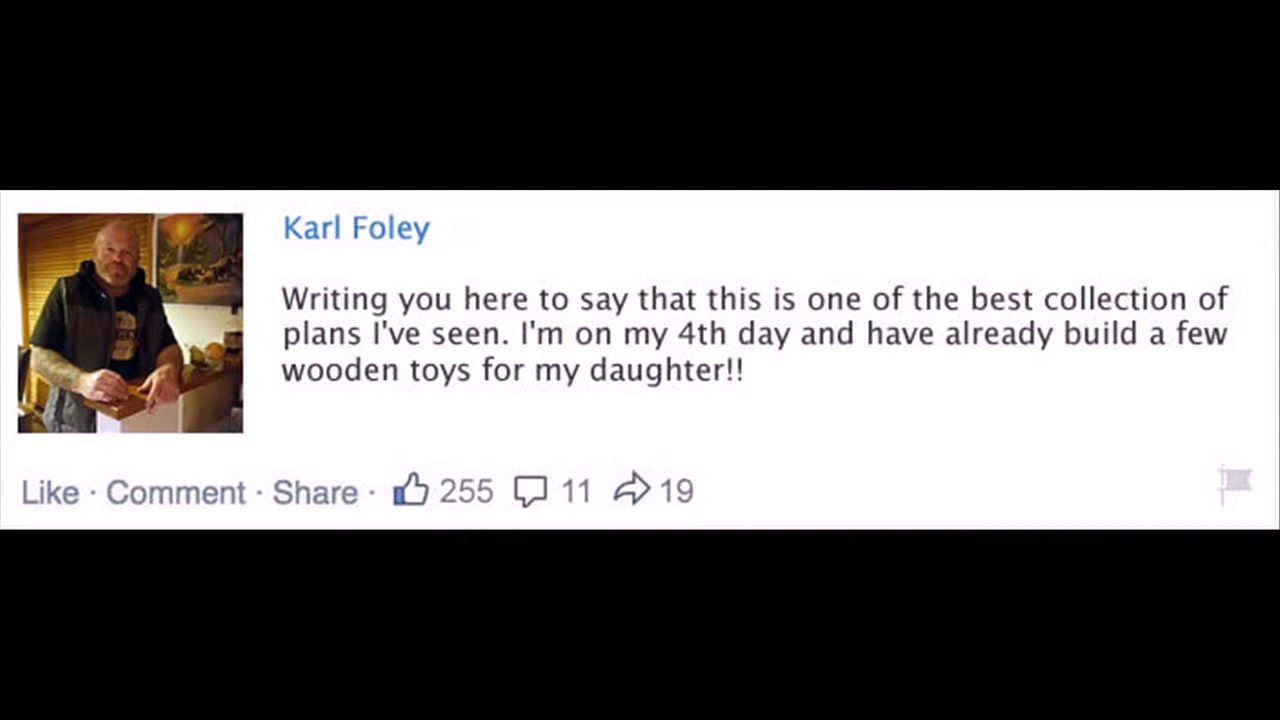 Karl Foley
Writing you here to say that this is one of the best collection of
plans I've seen. I'm on my 4th day and have already build a few
wooden toys for my daughter!!
Like · Comment · Share · 255 11 19